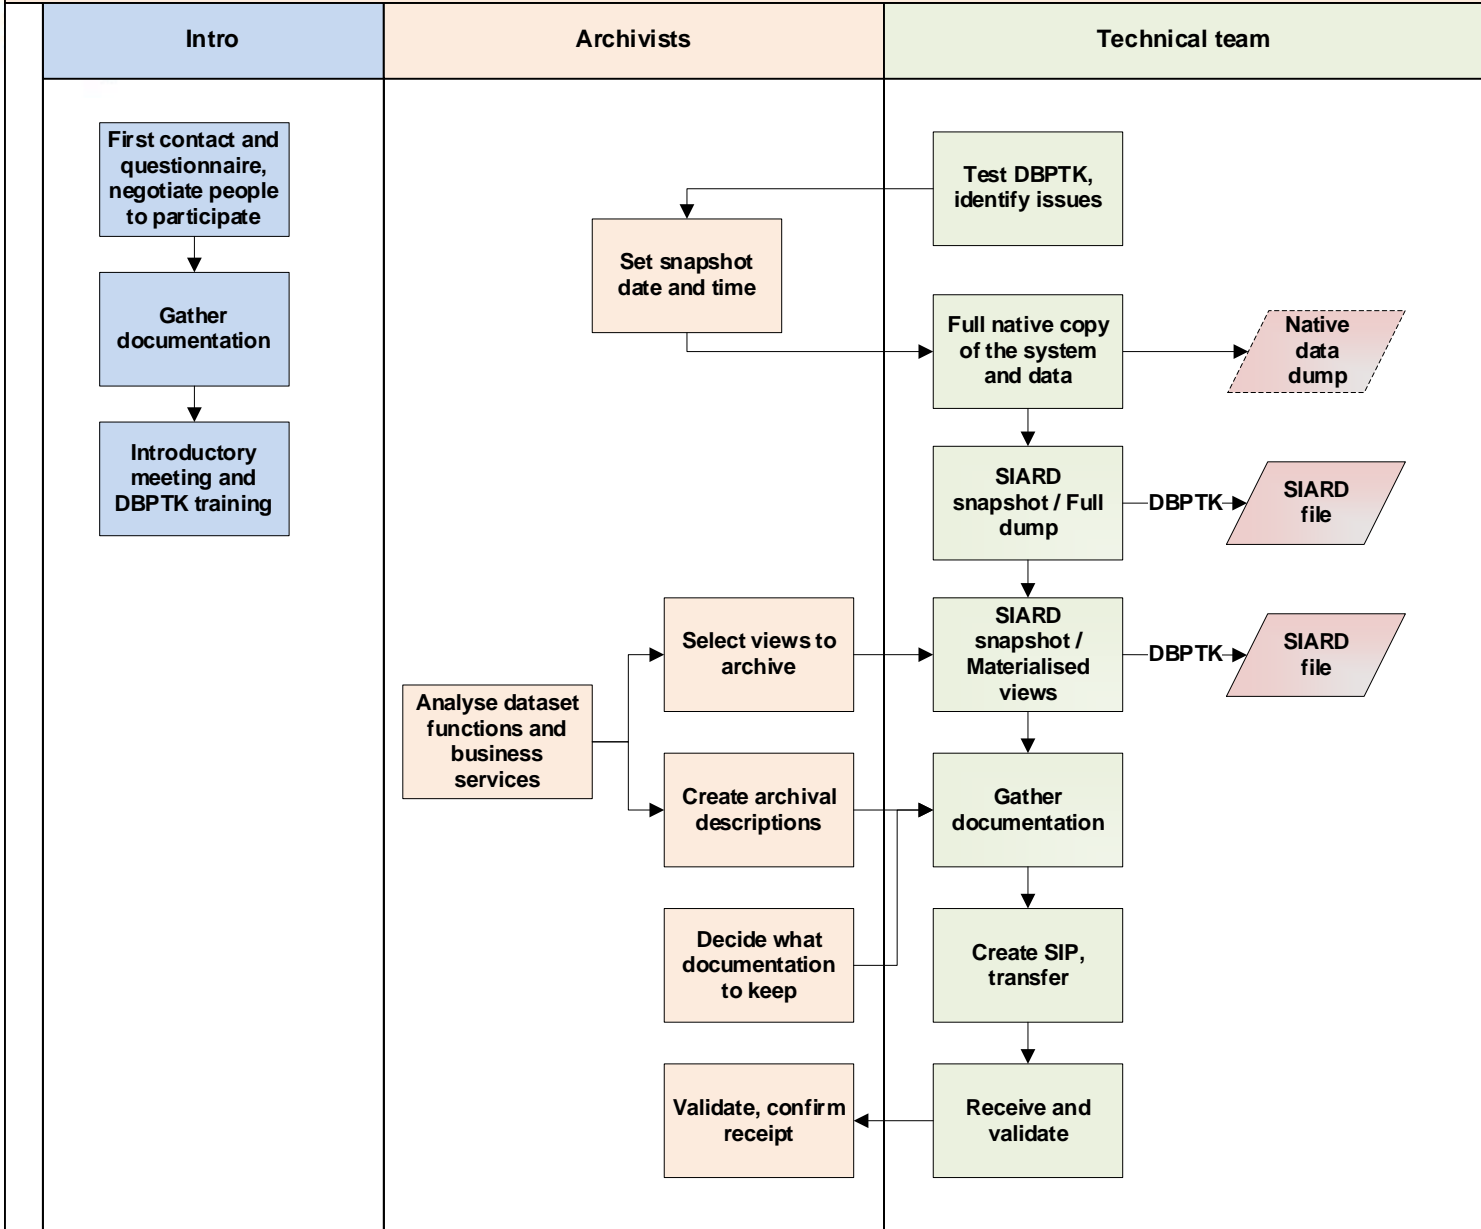 Intro
Archivists
Technical team
First contact and
questionnaire,
negotiate people
to participate
Gather
documentation
Introductory
meeting and
DBPTK training
Test DBPTK,
identify issues
Set snapshot
date and time
Full native copy
of the system
and data
Native
data
dump
SIARD
snapshot / Full
dump
DBPTK
SIARD
file
Analyse dataset
functions and
business
services
Select views to
archive
SIARD
snapshot /
Materialised
views
DBPTK
SIARD
file
Create archival
descriptions
Gather
documentation
Decide what
documentation
to keep
Create SIP,
transfer
Receive and
validate
Validate, confirm
receipt